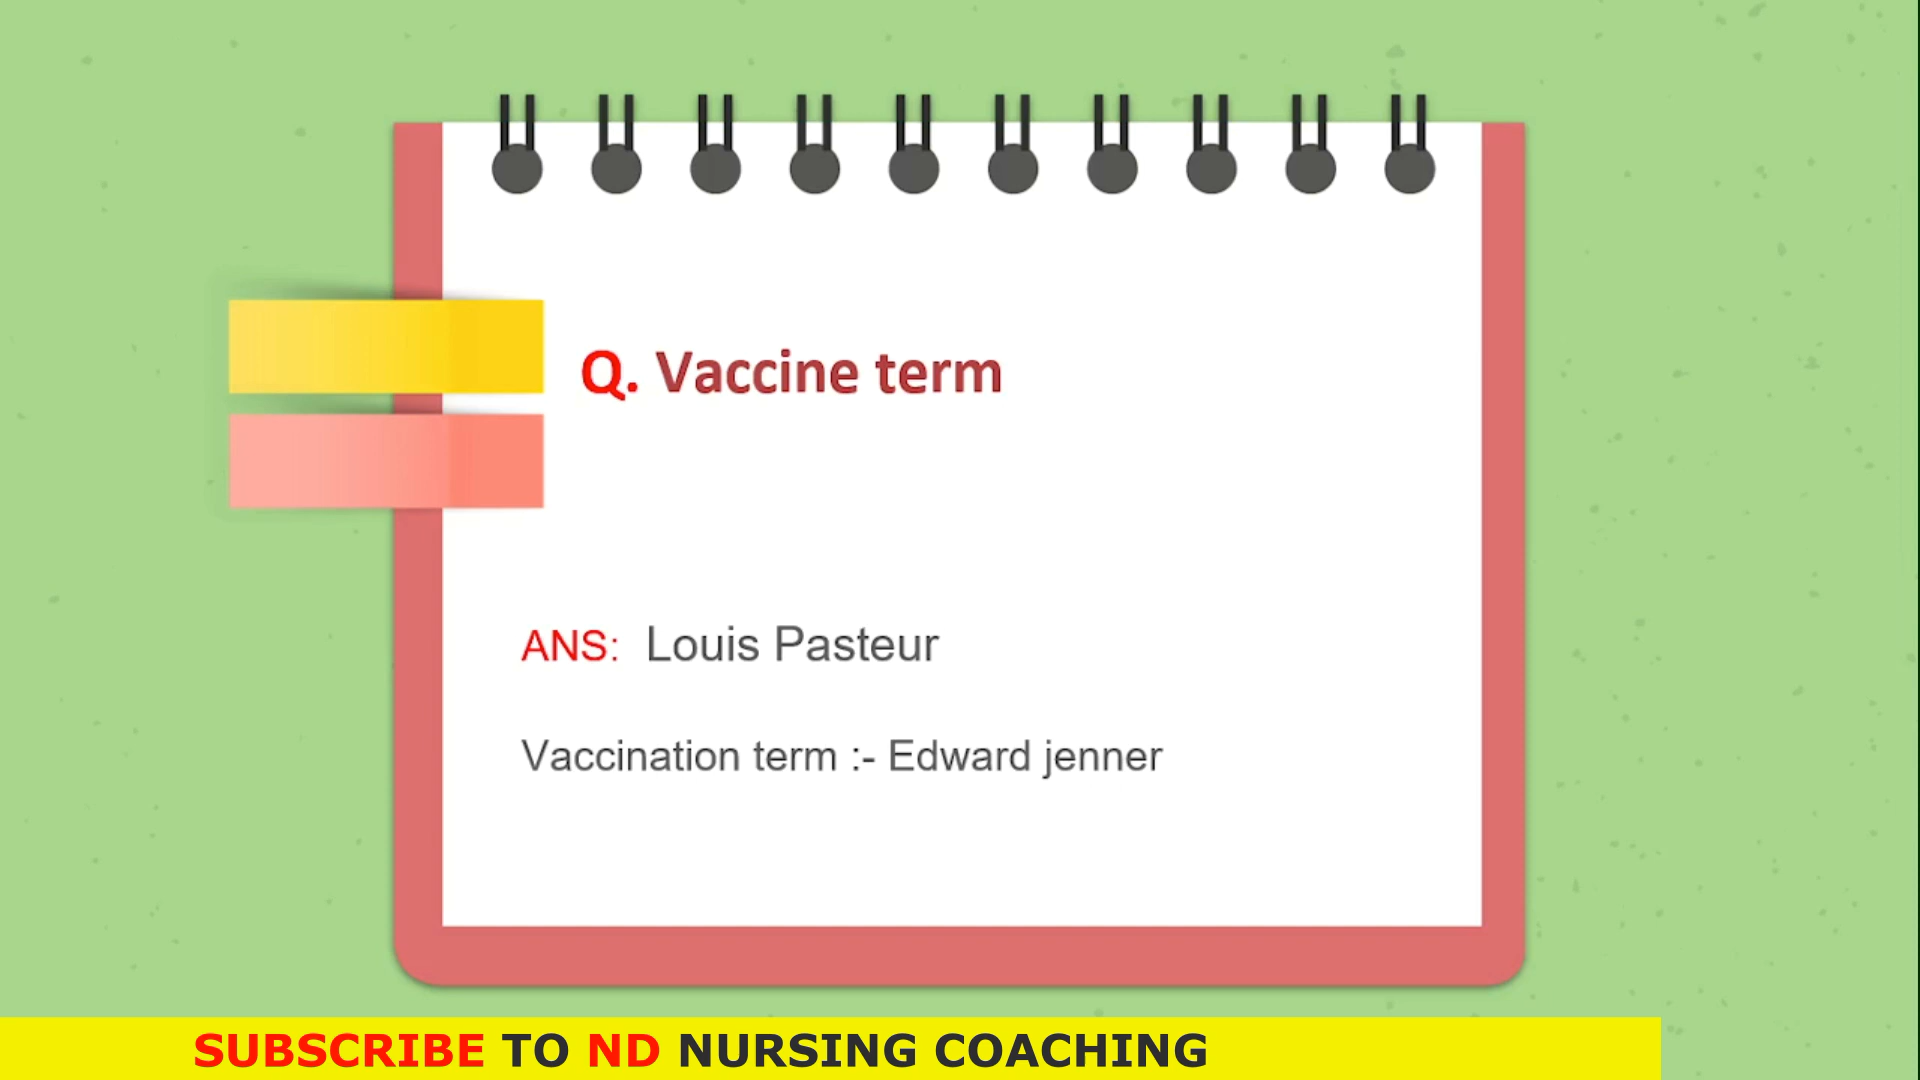 Q. Vaccine term
ANS: Louis Pasteur
Vaccination term :- Edward jenner
SUBSCRIBE TO ND NURSING COACHING